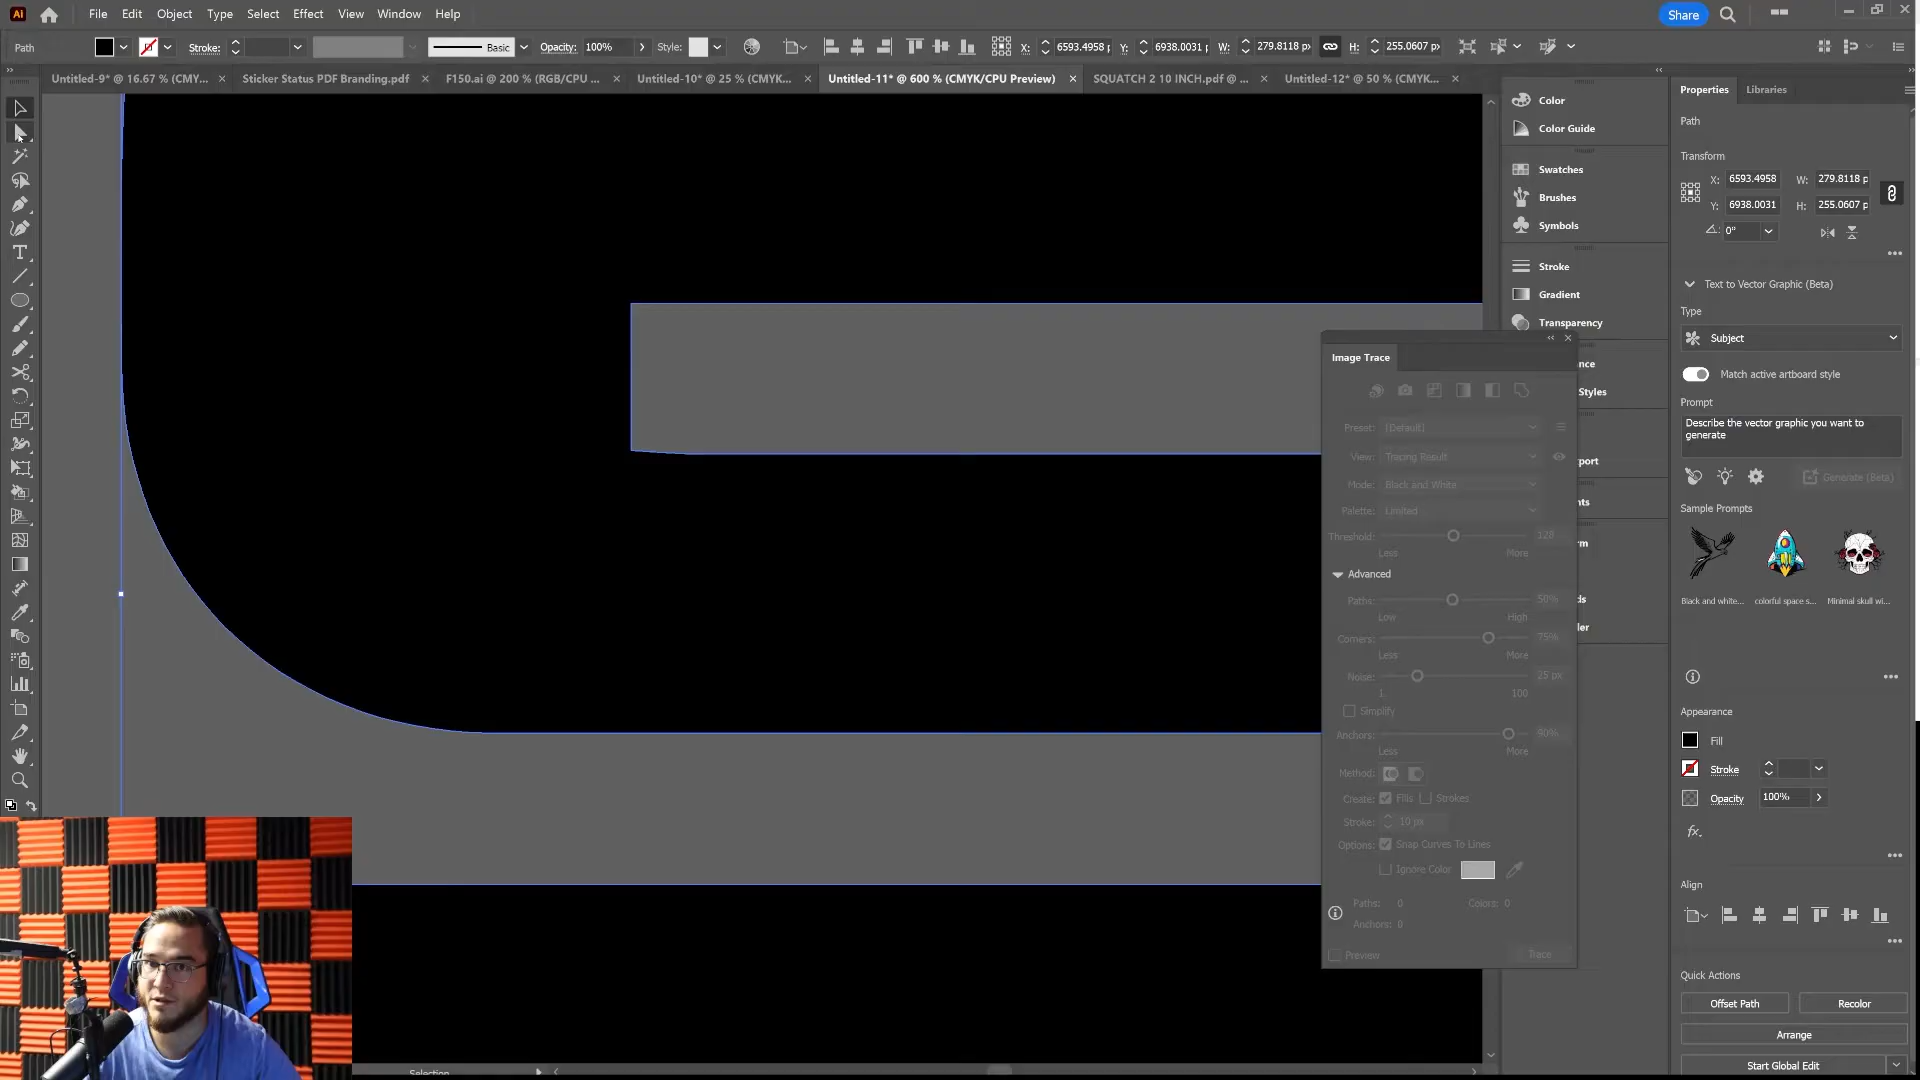 Ai File Edit Object Type Select Effect View Window Help Share
Path Stroke: Basic Opacity: 100% Style: X: 6593.4958 Y: 6938.0031 W: 279.8118 px H: 255.0607 px
Untitled-9* @ 16.67 % (CMY... Sticker Status PDF Branding.pdf F150.ai @ 200 % (RGB/CPU ... Untitled-10* @ 25 % (CMYK... Untitled-11* @ 600 % (CMYK/CPU Preview) SQUATCH 2 10 INCH.pdf @ ... Untitled-12* @ 50 % (CMYK...
Color
Color Guide
Swatches
Brushes
Symbols
Stroke
Gradient
Transparency
ance
Styles
port
nts
rm
ds
ler
Image Trace
Preset: [Default]
View: Tracing Result
Mode: Black and White
Palette: Limited
Threshold: 128
Less More
Advanced
Paths: 50%
Low High
Corners: 75%
Less More
Noise: 25 px
1 100
Simplify
Anchors: 90%
Less More
Method:
Create: Fills Strokes
Stroke: 10 px
Options: Snap Curves To Lines
Ignore Color
Paths: 0 Colors: 0
Anchors: 0
Preview Trace
Properties Libraries
Path
Transform
X: 6593.4958 W: 279.8118 p
Y: 6938.0031 H: 255.0607 p
0°
Text to Vector Graphic (Beta)
Type
Subject
Match active artboard style
Prompt
Describe the vector graphic you want to
generate
Generate (Beta)
Sample Prompts
Black and white... colorful space s... Minimal skull wi...
Appearance
Fill
Stroke
Opacity 100%
fx
Align
Quick Actions
Offset Path Recolor
Arrange
Start Global Edit
Selection